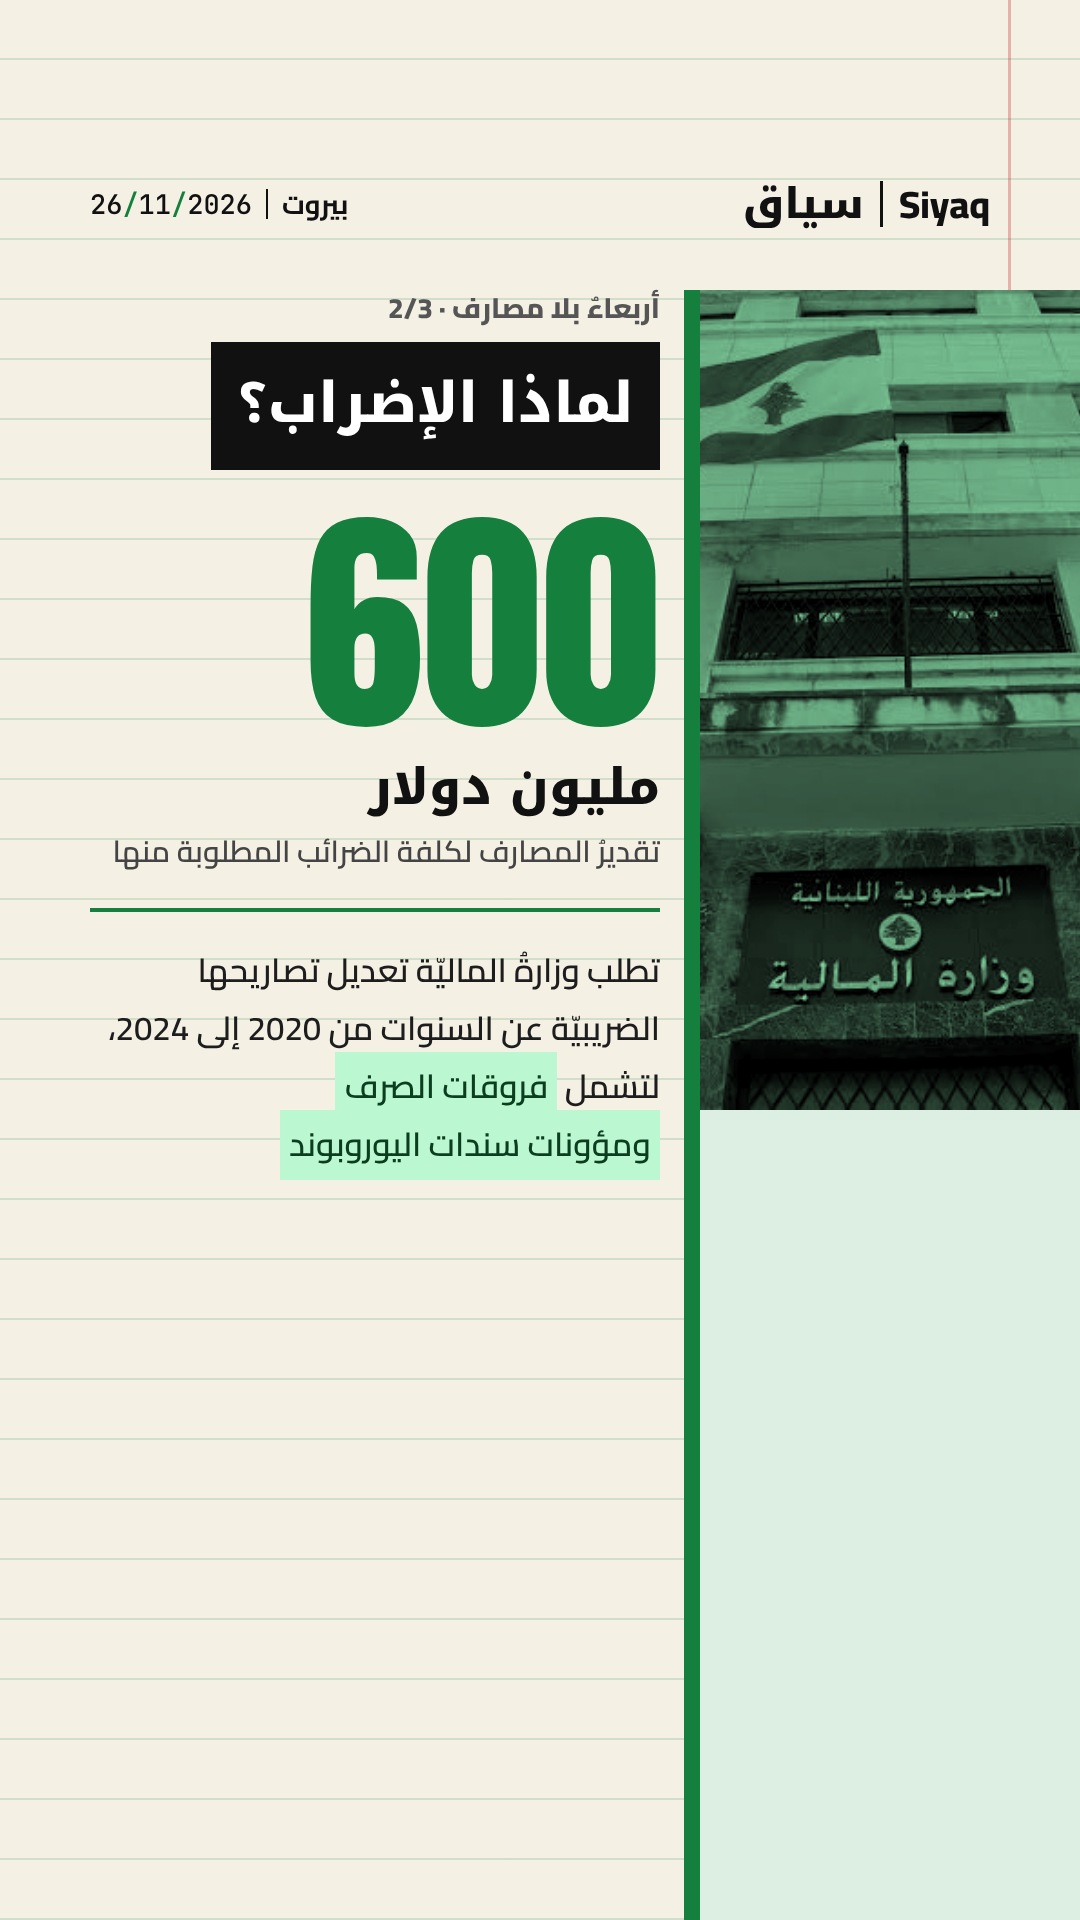 سياق | Siyaq
بيروت | 26/11/2026
أربعاءُ بلا مصارف · 2/3
لماذا الإضراب؟
600
مليون دولار
تقديرُ المصارف لكلفة الضرائب المطلوبة منها
تطلب وزارةُ الماليّة تعديل تصاريحها
الضريبيّة عن السنوات من 2020 إلى 2024،
لتشمل فروقات الصرف
ومؤونات سندات اليوروبوند
الجمهورية اللبنانية
وزارة المالية